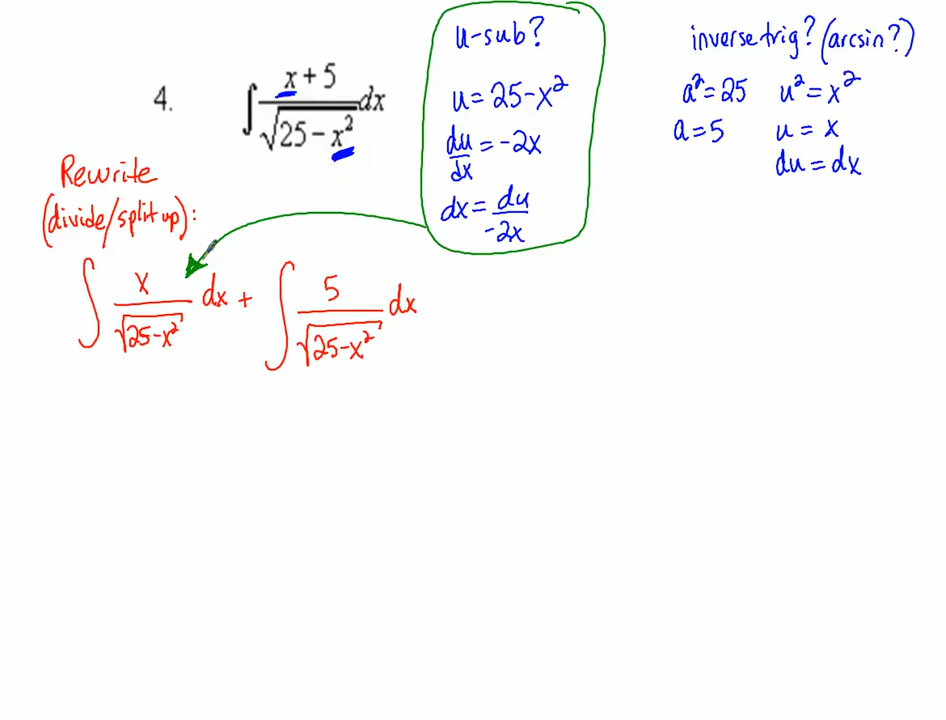 4. ∫ x + 5 / √25 − x² dx
u-sub?
u = 25 - x²
du/dx = -2x
dx = du/-2x
inverse trig? (arcsin?)
a² = 25 u² = x²
a = 5 u = x
du = dx
Rewrite
(divide/split up):
∫ x / √25-x² dx + ∫ 5 / √25-x² dx